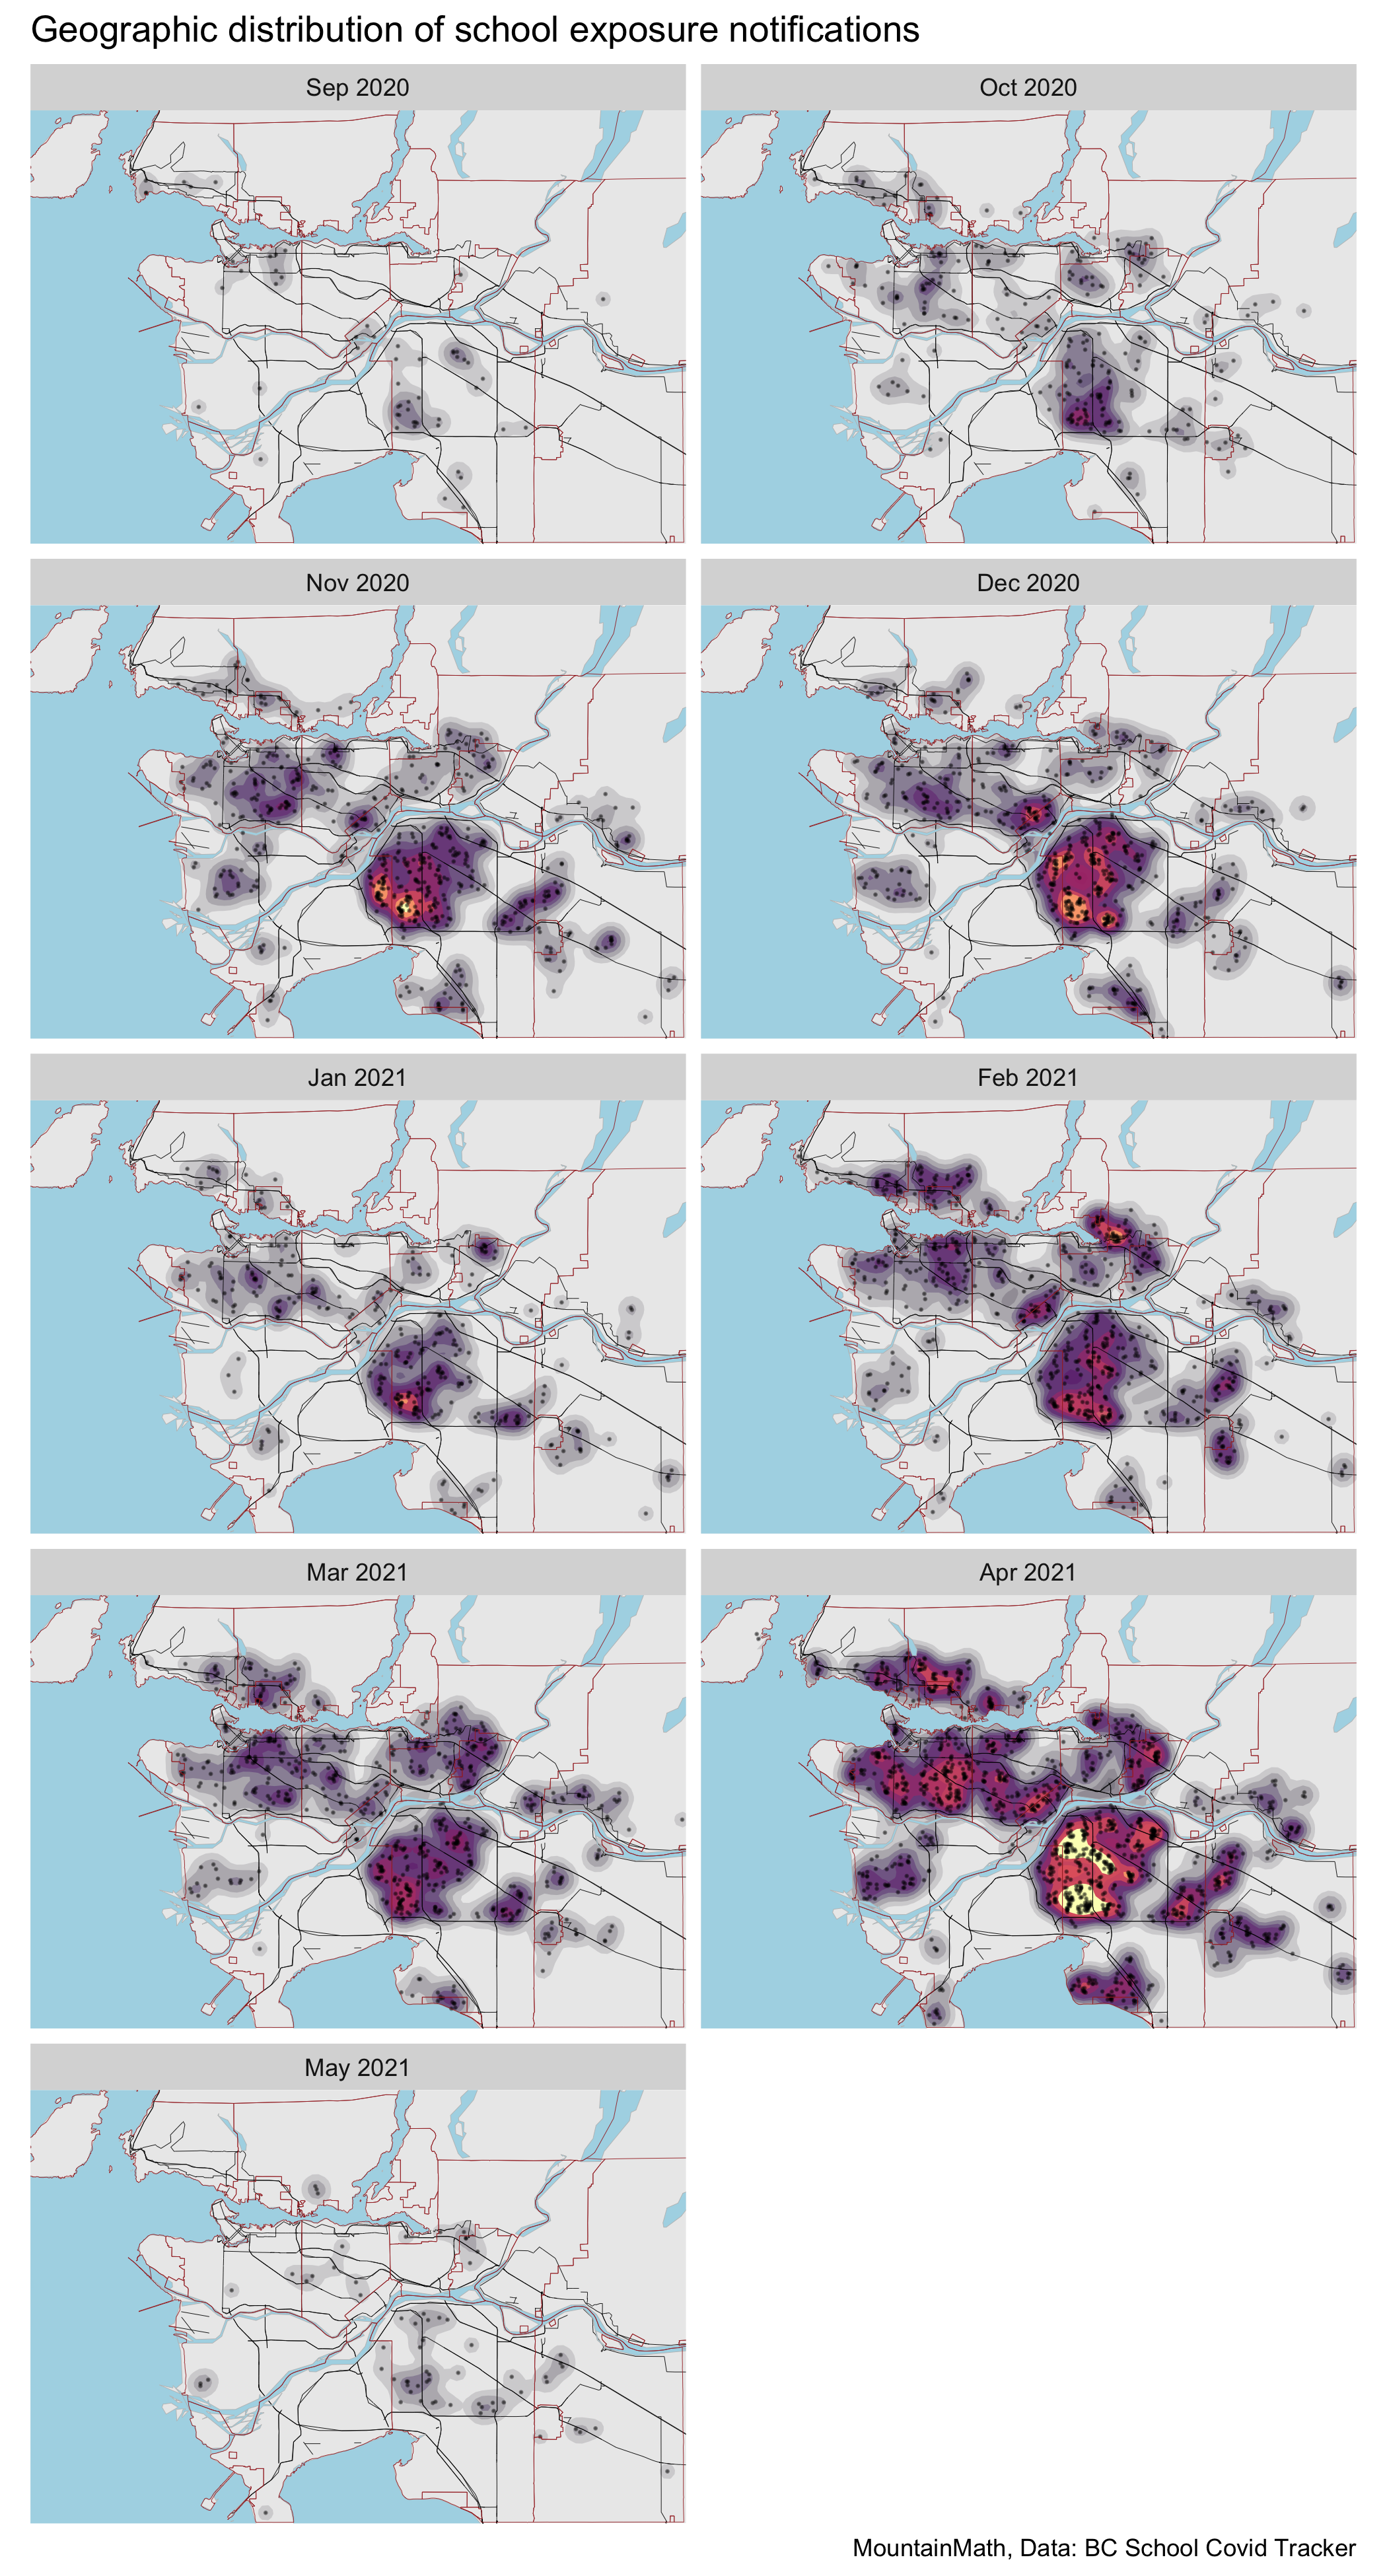 Geographic distribution of school exposure notifications
Sep 2020
Oct 2020
Nov 2020
Dec 2020
Jan 2021
Feb 2021
Mar 2021
Apr 2021
May 2021
MountainMath, Data: BC School Covid Tracker